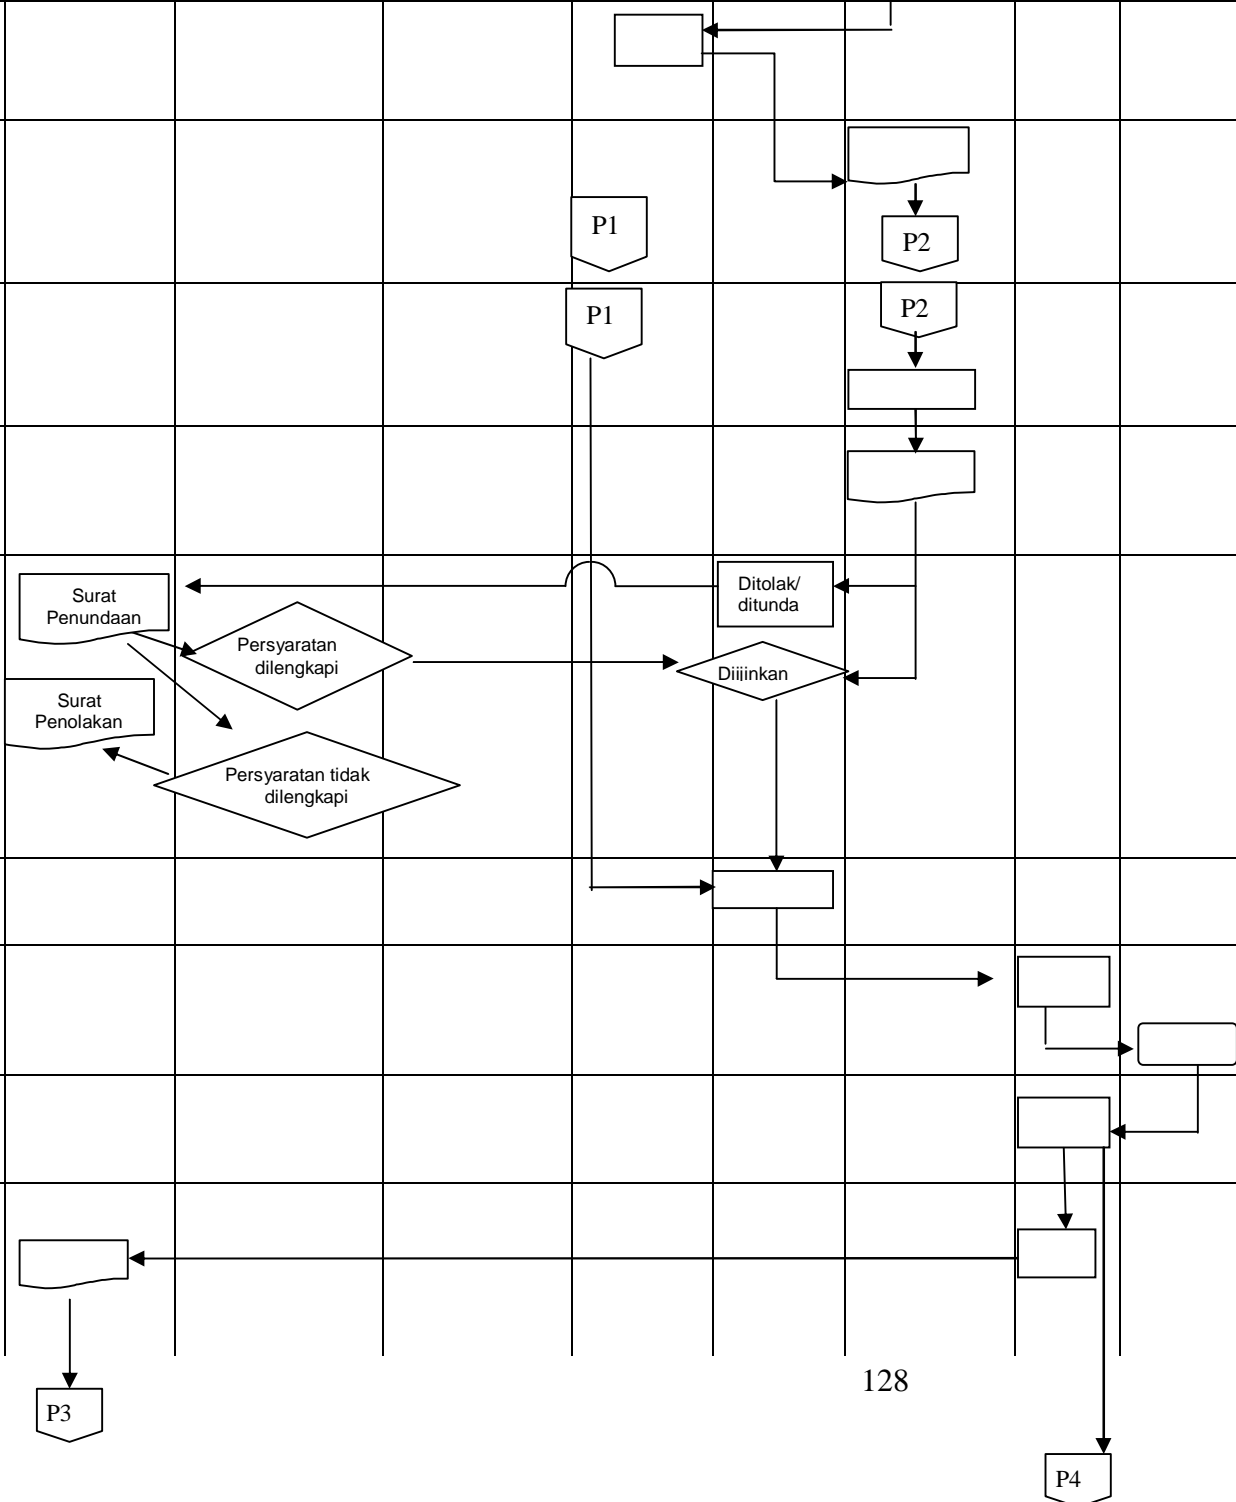 P1
P2
P1
P2
Surat
Penundaan
Ditolak/
ditunda
Persyaratan
dilengkapi
Diijinkan
Surat
Penolakan
Persyaratan tidak
dilengkapi
128
P3
P4